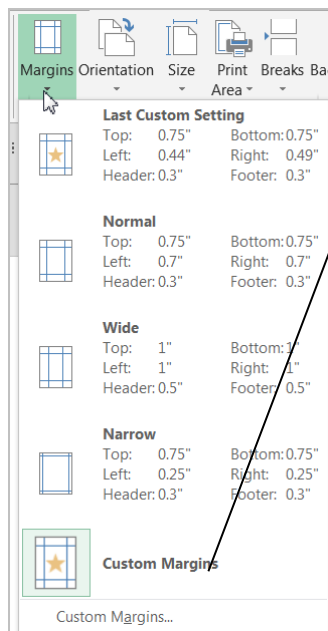 Margins Orientation Size Print Breaks Ba
Area
Last Custom Setting
Top: 0.75" Bottom: 0.75"
Left: 0.44" Right: 0.49"
Header: 0.3" Footer: 0.3"
Normal
Top: 0.75" Bottom: 0.75"
Left: 0.7" Right: 0.7"
Header: 0.3" Footer: 0.3"
Wide
Top: 1" Bottom: 1"
Left: 1" Right: 1"
Header: 0.5" Footer: 0.5"
Narrow
Top: 0.75" Bottom: 0.75"
Left: 0.25" Right: 0.25"
Header: 0.3" Footer: 0.3"
Custom Margins
Custom Margins...